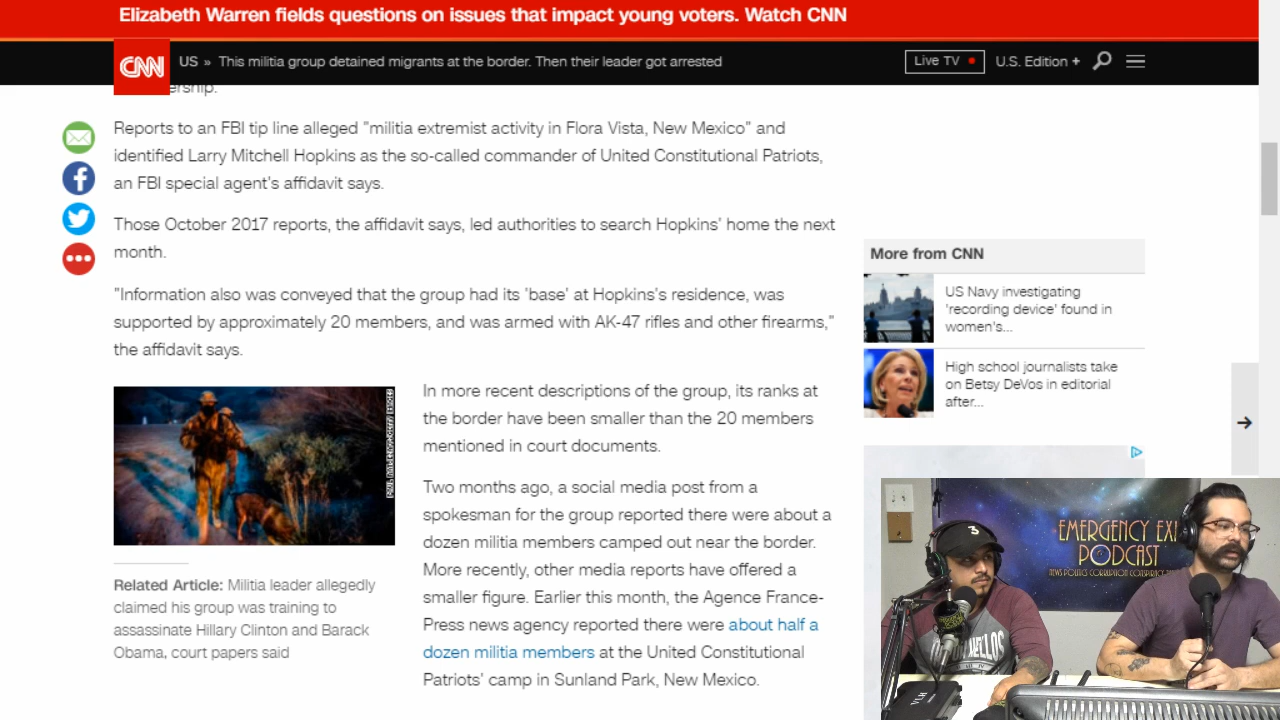 Elizabeth Warren fields questions on issues that impact young voters. Watch CNN
CNN
US » This militia group detained migrants at the border. Then their leader got arrested
Live TV
U.S. Edition +
ership.
Reports to an FBI tip line alleged "militia extremist activity in Flora Vista, New Mexico" and
identified Larry Mitchell Hopkins as the so-called commander of United Constitutional Patriots,
an FBI special agent's affidavit says.
Those October 2017 reports, the affidavit says, led authorities to search Hopkins' home the next
month.
"Information also was conveyed that the group had its 'base' at Hopkins's residence, was
supported by approximately 20 members, and was armed with AK-47 rifles and other firearms,"
the affidavit says.
In more recent descriptions of the group, its ranks at
the border have been smaller than the 20 members
mentioned in court documents.
Two months ago, a social media post from a
spokesman for the group reported there were about a
dozen militia members camped out near the border.
More recently, other media reports have offered a
smaller figure. Earlier this month, the Agence France-
Press news agency reported there were about half a
dozen militia members at the United Constitutional
Patriots' camp in Sunland Park, New Mexico.
Related Article: Militia leader allegedly
claimed his group was training to
assassinate Hillary Clinton and Barack
Obama, court papers said
More from CNN
US Navy investigating
'recording device' found in
women's...
High school journalists take
on Betsy DeVos in editorial
after...
EMERGENCY EXI
PODCAST
NEWS POLITICS CORRUPTION CONSPIRACY
3
VLH